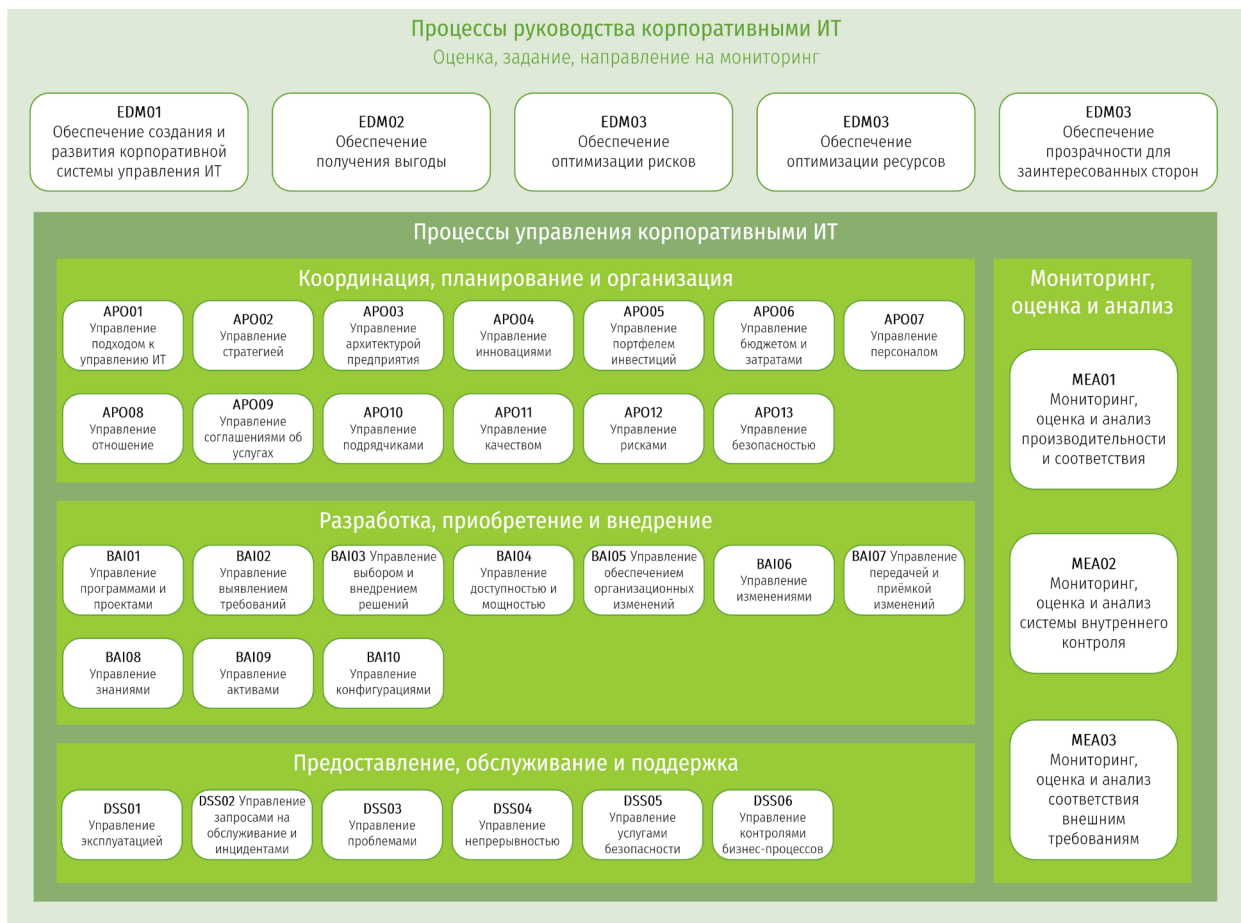 Процессы руководства корпоративными ИТ
Оценка, задание, направление на мониторинг
EDM01
Обеспечение создания и
развития корпоративной
системы управления ИТ
EDM02
Обеспечение
получения выгоды
EDM03
Обеспечение
оптимизации рисков
EDM03
Обеспечение
оптимизации ресурсов
EDM03
Обеспечение
прозрачности для
заинтересованных сторон
Процессы управления корпоративными ИТ
Координация, планирование и организация
APO01
Управление
подходом к
управлению ИТ
APO02
Управление
стратегией
APO03
Управление
архитектурой
предприятия
APO04
Управление
инновациями
APO05
Управление
портфелем
инвестиций
APO06
Управление
бюджетом и
затратами
APO07
Управление
персоналом
APO08
Управление
отношение
APO09
Управление
соглашениями об
услугах
APO10
Управление
подрядчиками
APO11
Управление
качеством
APO12
Управление
рисками
APO13
Управление
безопасностью
Разработка, приобретение и внедрение
BAI01
Управление
программами и
проектами
BAI02
Управление
выявлением
требований
BAI03 Управление
выбором и
внедрением
решений
BAI04
Управление
доступностью и
мощностью
BAI05 Управление
обеспечением
организационных
изменений
BAI06
Управление
изменениями
BAI07 Управление
передачей и
приёмкой
изменений
BAI08
Управление
знаниями
BAI09
Управление
активами
BAI10
Управление
конфигурациями
Предоставление, обслуживание и поддержка
DSS01
Управление
эксплуатацией
DSS02 Управление
запросами на
обслуживание и
инцидентами
DSS03
Управление
проблемами
DSS04
Управление
непрерывностью
DSS05
Управление
услугами
безопасности
DSS06
Управление
контролями
бизнес-процессов
Мониторинг,
оценка и анализ
MEA01
Мониторинг,
оценка и анализ
производительности
и соответствия
MEA02
Мониторинг,
оценка и анализ
системы внутреннего
контроля
MEA03
Мониторинг,
оценка и анализ
соответствия
внешним
требованиям